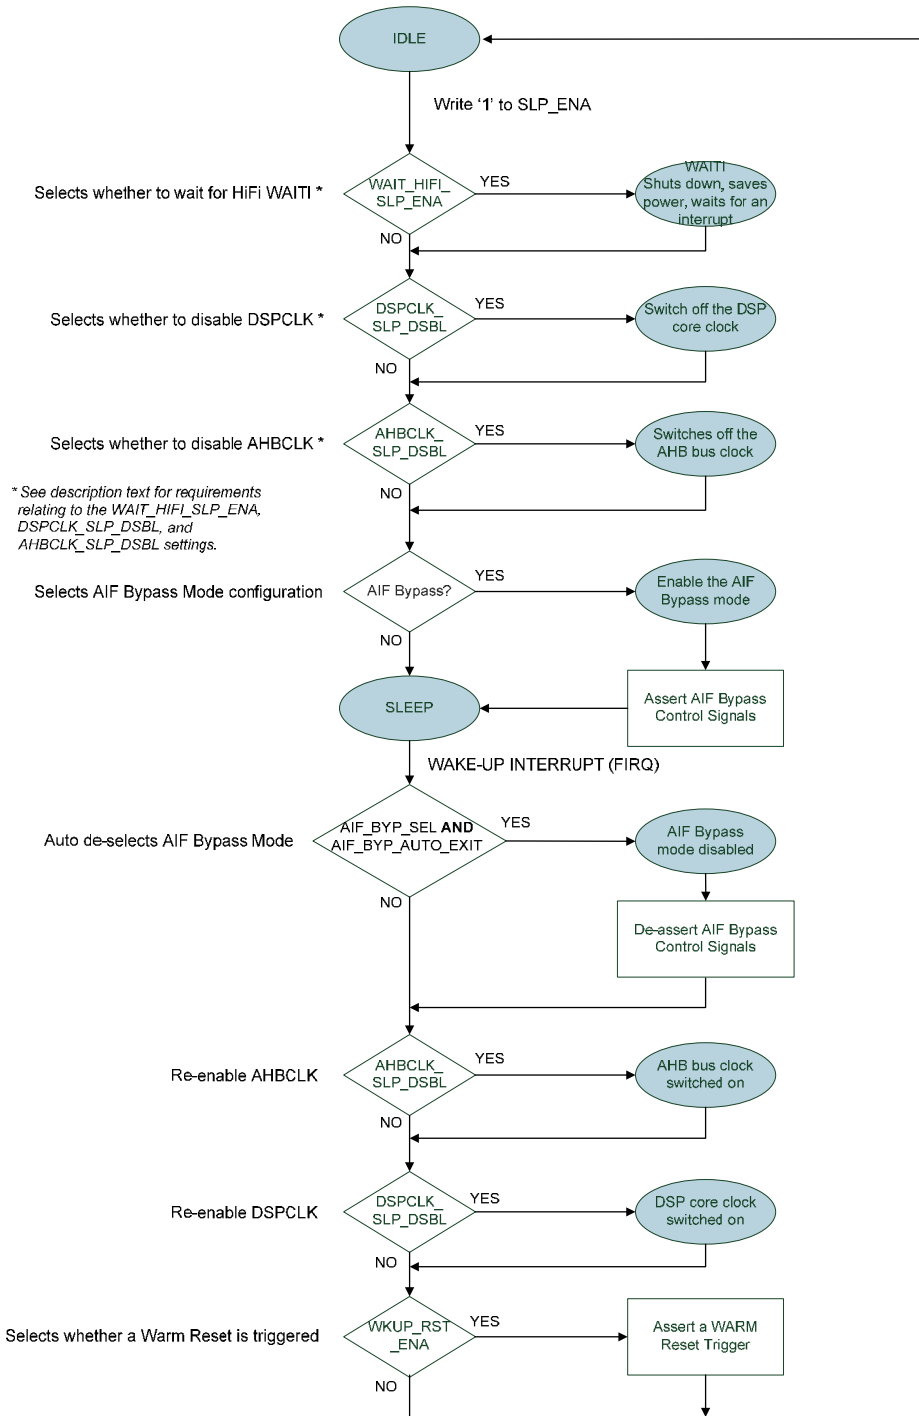 IDLE
Write ‘1’ to SLP_ENA
Selects whether to wait for HiFi WAITI *
WAIT_HIFI_
SLP_ENA
YES
WAITI
Shuts down, saves
power, waits for an
interrupt
NO
Selects whether to disable DSPCLK *
DSPCLK_
SLP_DSBL
YES
Switch off the DSP
core clock
NO
Selects whether to disable AHBCLK *
AHBCLK_
SLP_DSBL
YES
Switches off the
AHB bus clock
NO
* See description text for requirements
relating to the WAIT_HIFI_SLP_ENA,
DSPCLK_SLP_DSBL, and
AHBCLK_SLP_DSBL settings.
Selects AIF Bypass Mode configuration
AIF Bypass?
YES
Enable the AIF
Bypass mode
NO
SLEEP
Assert AIF Bypass
Control Signals
WAKE-UP INTERRUPT (FIRQ)
Auto de-selects AIF Bypass Mode
AIF_BYP_SEL AND
AIF_BYP_AUTO_EXIT
YES
AIF Bypass
mode disabled
NO
De-assert AIF Bypass
Control Signals
Re-enable AHBCLK
AHBCLK_
SLP_DSBL
YES
AHB bus clock
switched on
NO
Re-enable DSPCLK
DSPCLK_
SLP_DSBL
YES
DSP core clock
switched on
NO
Selects whether a Warm Reset is triggered
WKUP_RST
_ENA
YES
Assert a WARM
Reset Trigger
NO